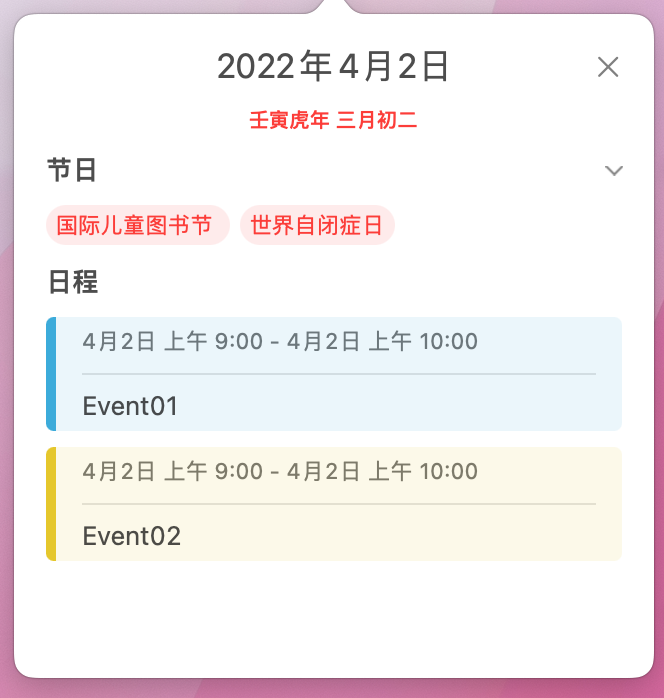 2022年4月2日
壬寅虎年 三月初二
节日
国际儿童图书节 世界自闭症日
日程
4月2日 上午 9:00 - 4月2日 上午 10:00
Event01
4月2日 上午 9:00 - 4月2日 上午 10:00
Event02